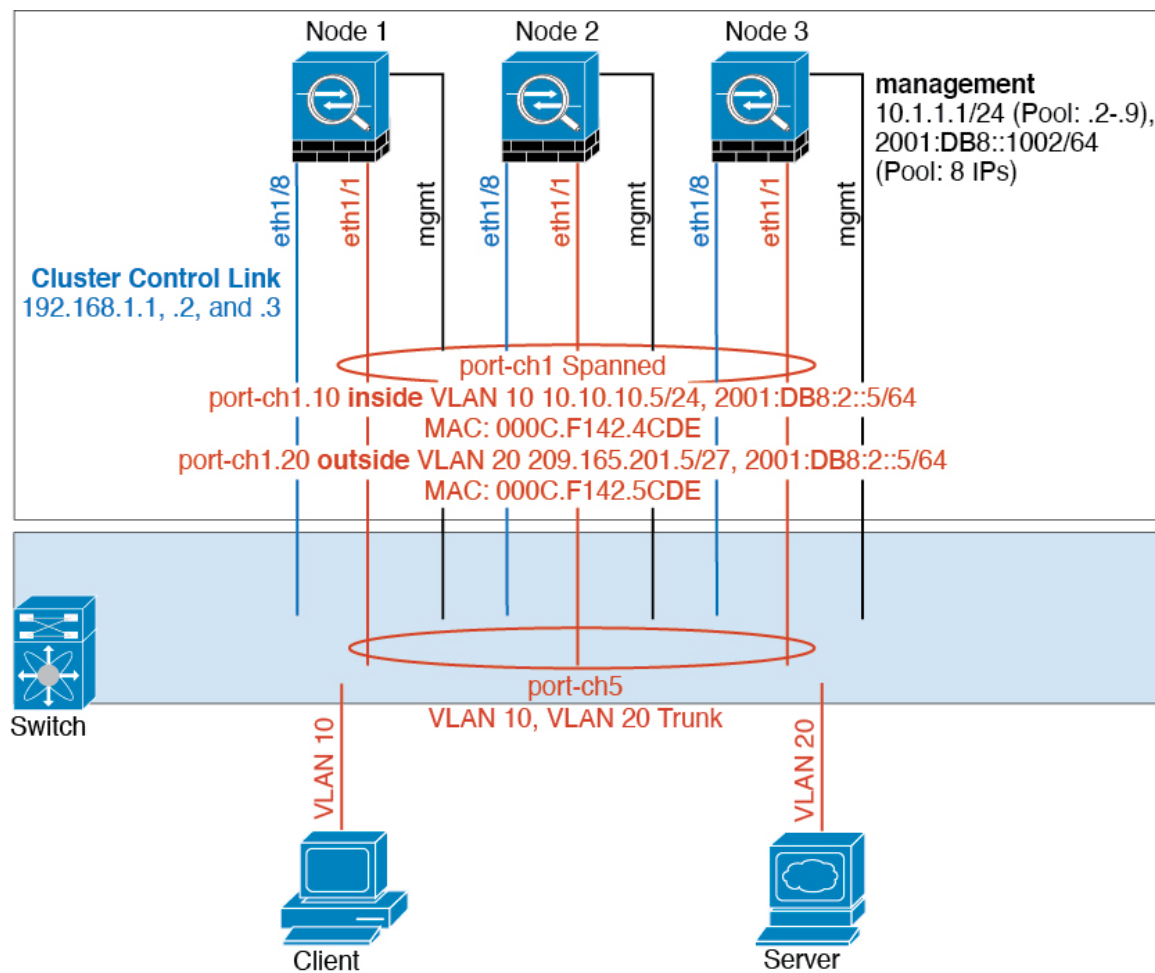 Node 1
Node 2
Node 3
management
10.1.1.1/24 (Pool: .2-.9),
2001:DB8::1002/64
(Pool: 8 IPs)
eth1/8
eth1/1
mgmt
eth1/8
eth1/1
mgmt
eth1/8
eth1/1
mgmt
Cluster Control Link
192.168.1.1, .2, and .3
port-ch1 Spanned
port-ch1.10 inside VLAN 10 10.10.10.5/24, 2001:DB8:2::5/64
MAC: 000C.F142.4CDE
port-ch1.20 outside VLAN 20 209.165.201.5/27, 2001:DB8:2::5/64
MAC: 000C.F142.5CDE
port-ch5
VLAN 10, VLAN 20 Trunk
Switch
VLAN 10
VLAN 20
Client
Server